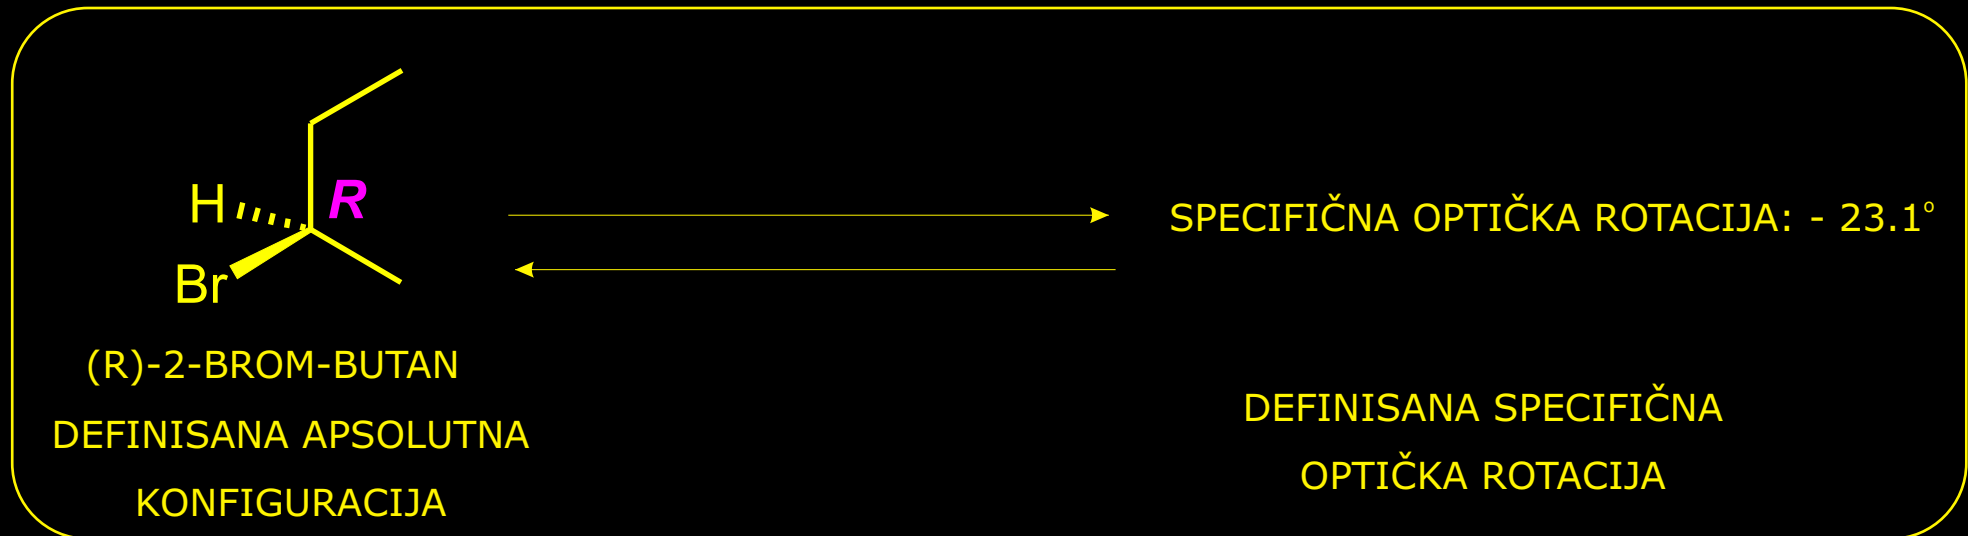 H
R
Br
(R)-2-BROM-BUTAN
DEFINISANA APSOLUTNA
KONFIGURACIJA
SPECIFIČNA OPTIČKA ROTACIJA: - 23.1°
DEFINISANA SPECIFIČNA
OPTIČKA ROTACIJA